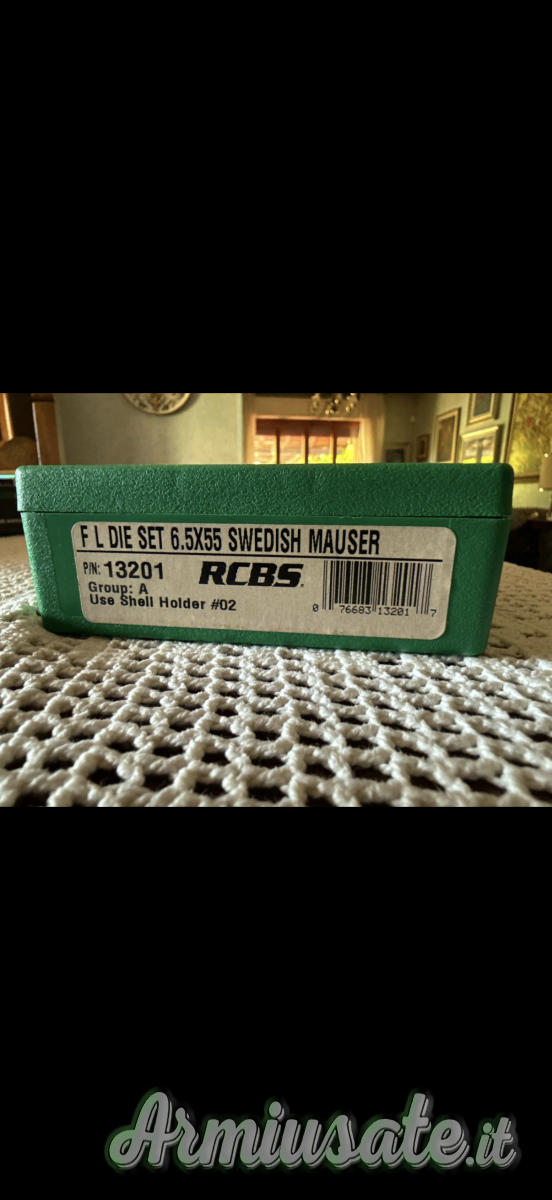 F L DIE SET 6.5X55 SWEDISH MAUSER
P/N: 13201 RCBS.
Group: A
Use Shell Holder #02
0 76683 13201 7
Armiusate.it